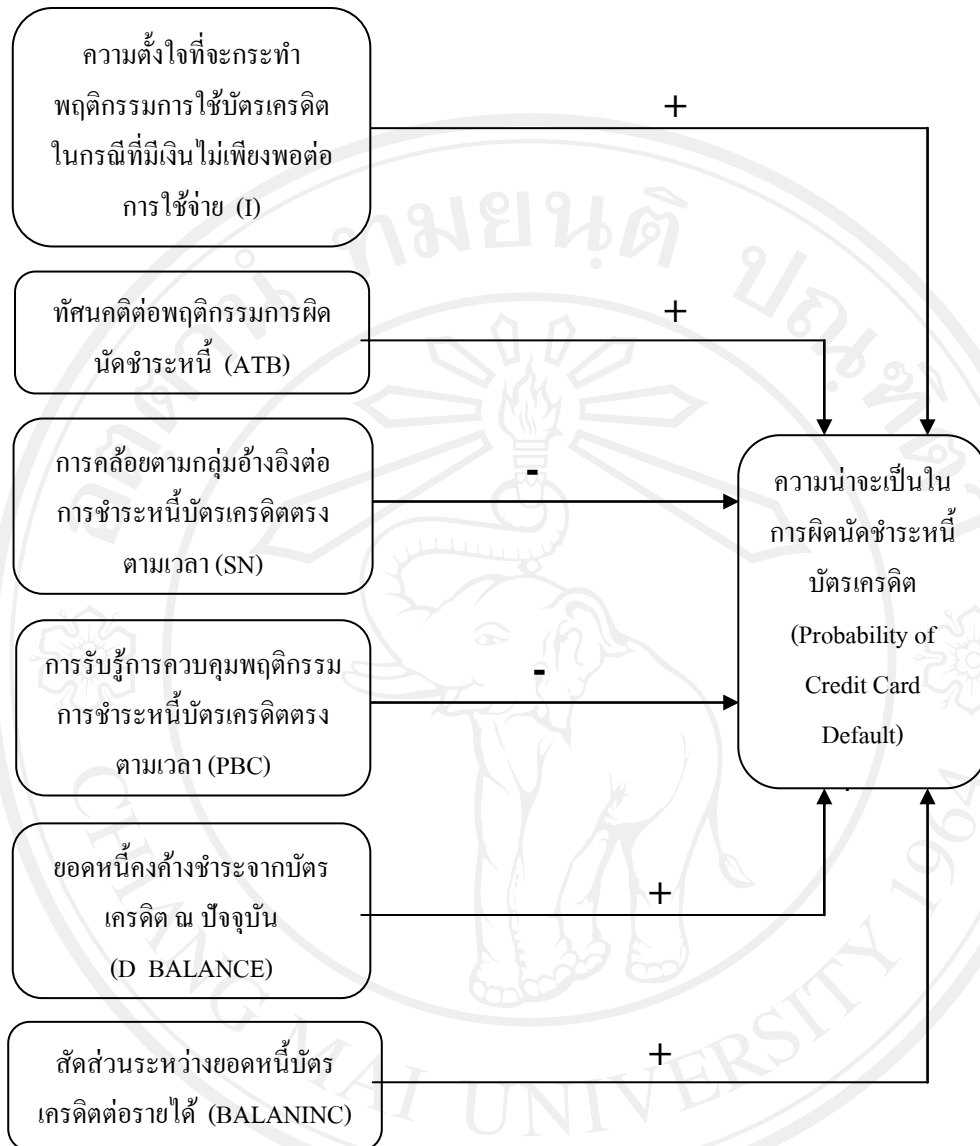 ความตั้งใจที่จะกระทำ
พฤติกรรมการใช้บัตรเครดิต
ในกรณีที่มีเงินไม่เพียงพอต่อ
การใช้จ่าย (I)
+
ทัศนคติต่อพฤติกรรมการผิด
นัดชำระหนี้ (ATB)
+
การคล้อยตามกลุ่มอ้างอิงต่อ
การชำระหนี้บัตรเครดิตตรง
ตามเวลา (SN)
-
การรับรู้การควบคุมพฤติกรรม
การชำระหนี้บัตรเครดิตตรง
ตามเวลา (PBC)
-
ยอดหนี้คงค้างชำระจากบัตร
เครดิต ณ ปัจจุบัน
(D BALANCE)
+
สัดส่วนระหว่างยอดหนี้บัตร
เครดิตต่อรายได้ (BALANINC)
+
ความน่าจะเป็นใน
การผิดนัดชำระหนี้
บัตรเครดิต
(Probability of
Credit Card
Default)
CHIANG MAI UNIVERSITY 1964